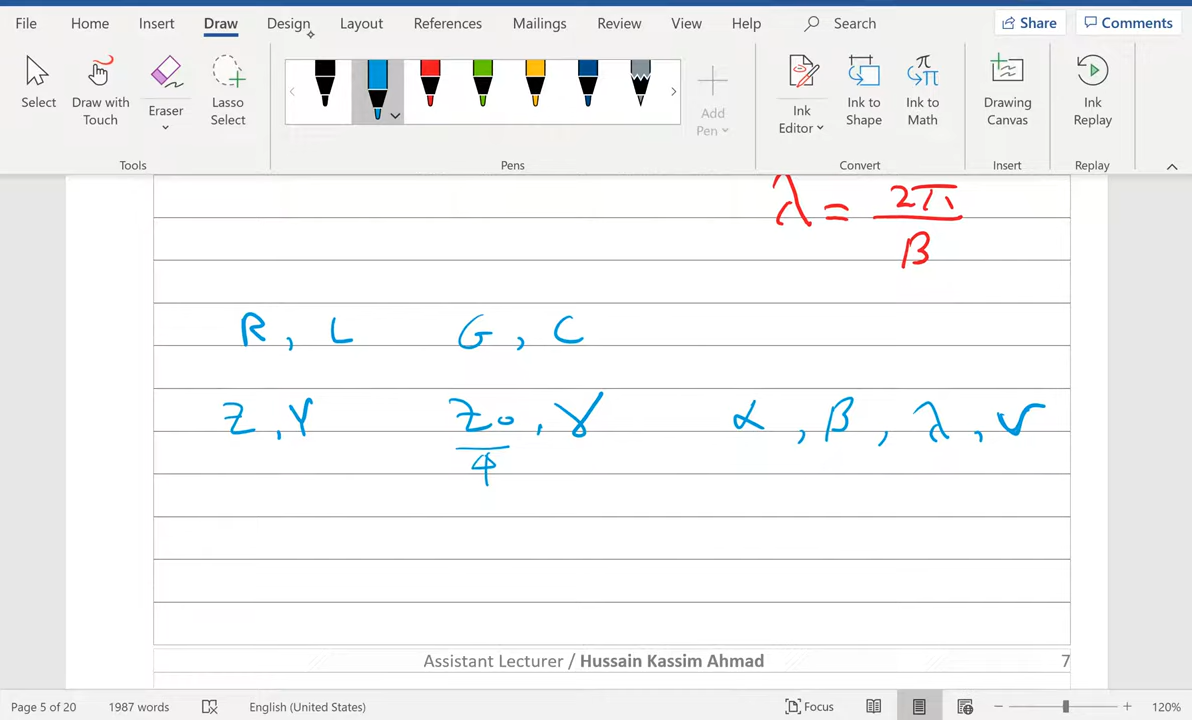 File Home Insert Draw Design Layout References Mailings Review View Help Search Share Comments
Select Draw with Touch Eraser Lasso Select Add Pen Ink Editor Ink to Shape Ink to Math Drawing Canvas Ink Replay
Tools Pens Convert Insert Replay
λ = 2π / β
R, L G, C
Z, Y Z₀, γ α, β, λ, v
4
Assistant Lecturer / Hussain Kassim Ahmad 7
Page 5 of 20 1987 words English (United States) Focus 120%